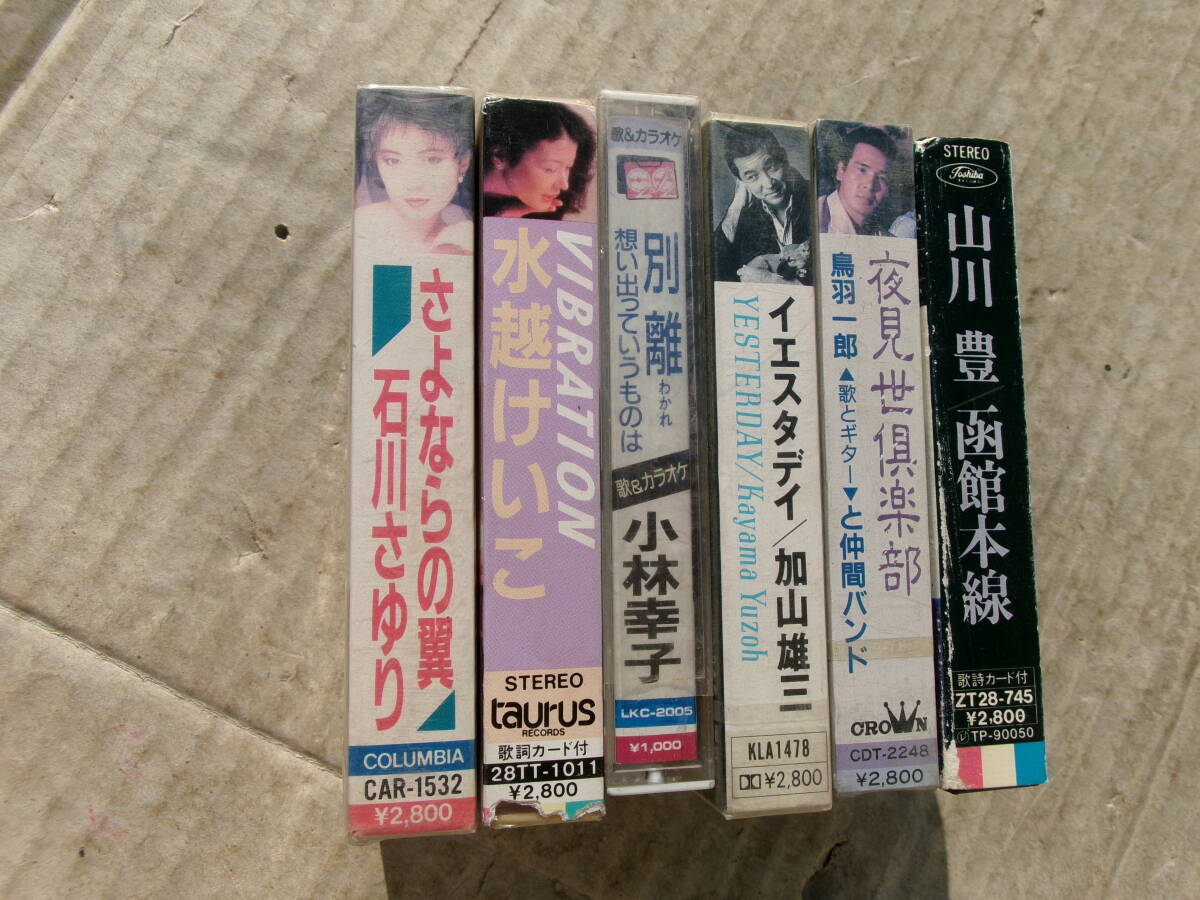 さよならの翼
石川さゆり
COLUMBIA
CAR-1532
¥2,800
VIBRATION
水越けいこ
STEREO
taurus
RECORDS
歌詞カード付
28TT-1011
¥2,800
歌&カラオケ
別離
わかれ
想い出っていうものは
歌&カラオケ
小林幸子
LKC-2005
¥1,000
イエスタデイ/加山雄三
YESTERDAY/Kayama Yuzoh
KLA1478
¥2,800
夜見世倶楽部
鳥羽一郎▲歌とギター▼と仲間バンド
CROWN
CDT-2248
¥2,800
STEREO
Toshiba
山川 豊/函館本線
歌詩カード付
ZT28-745
¥2,800
Ⓛ TP-90050